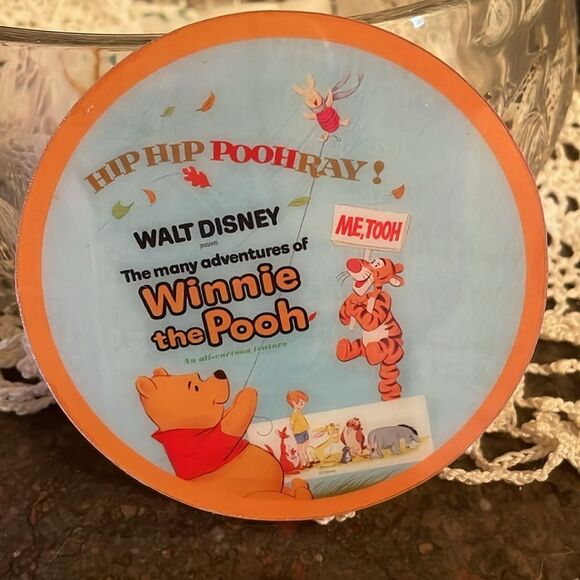 HIP HIP POOHRAY!
WALT DISNEY
presents
The many adventures of
Winnie
the Pooh
An all-cartoon feature
ME, TOOH